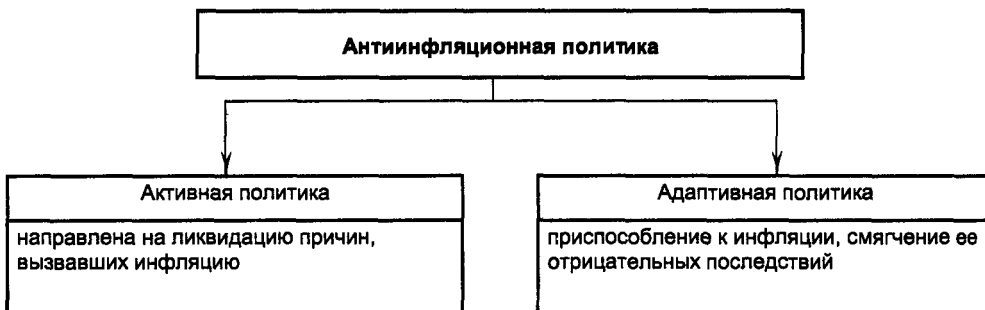 Антиинфляционная политика
Активная политика
направлена на ликвидацию причин,
вызвавших инфляцию
Адаптивная политика
приспособление к инфляции, смягчение ее
отрицательных последствий